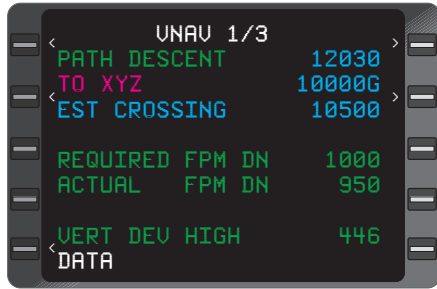 VNAV 1/3
PATH DESCENT 12030
TO XYZ 10000G
EST CROSSING 10500
REQUIRED FPM DN 1000
ACTUAL FPM DN 950
VERT DEV HIGH 446
DATA